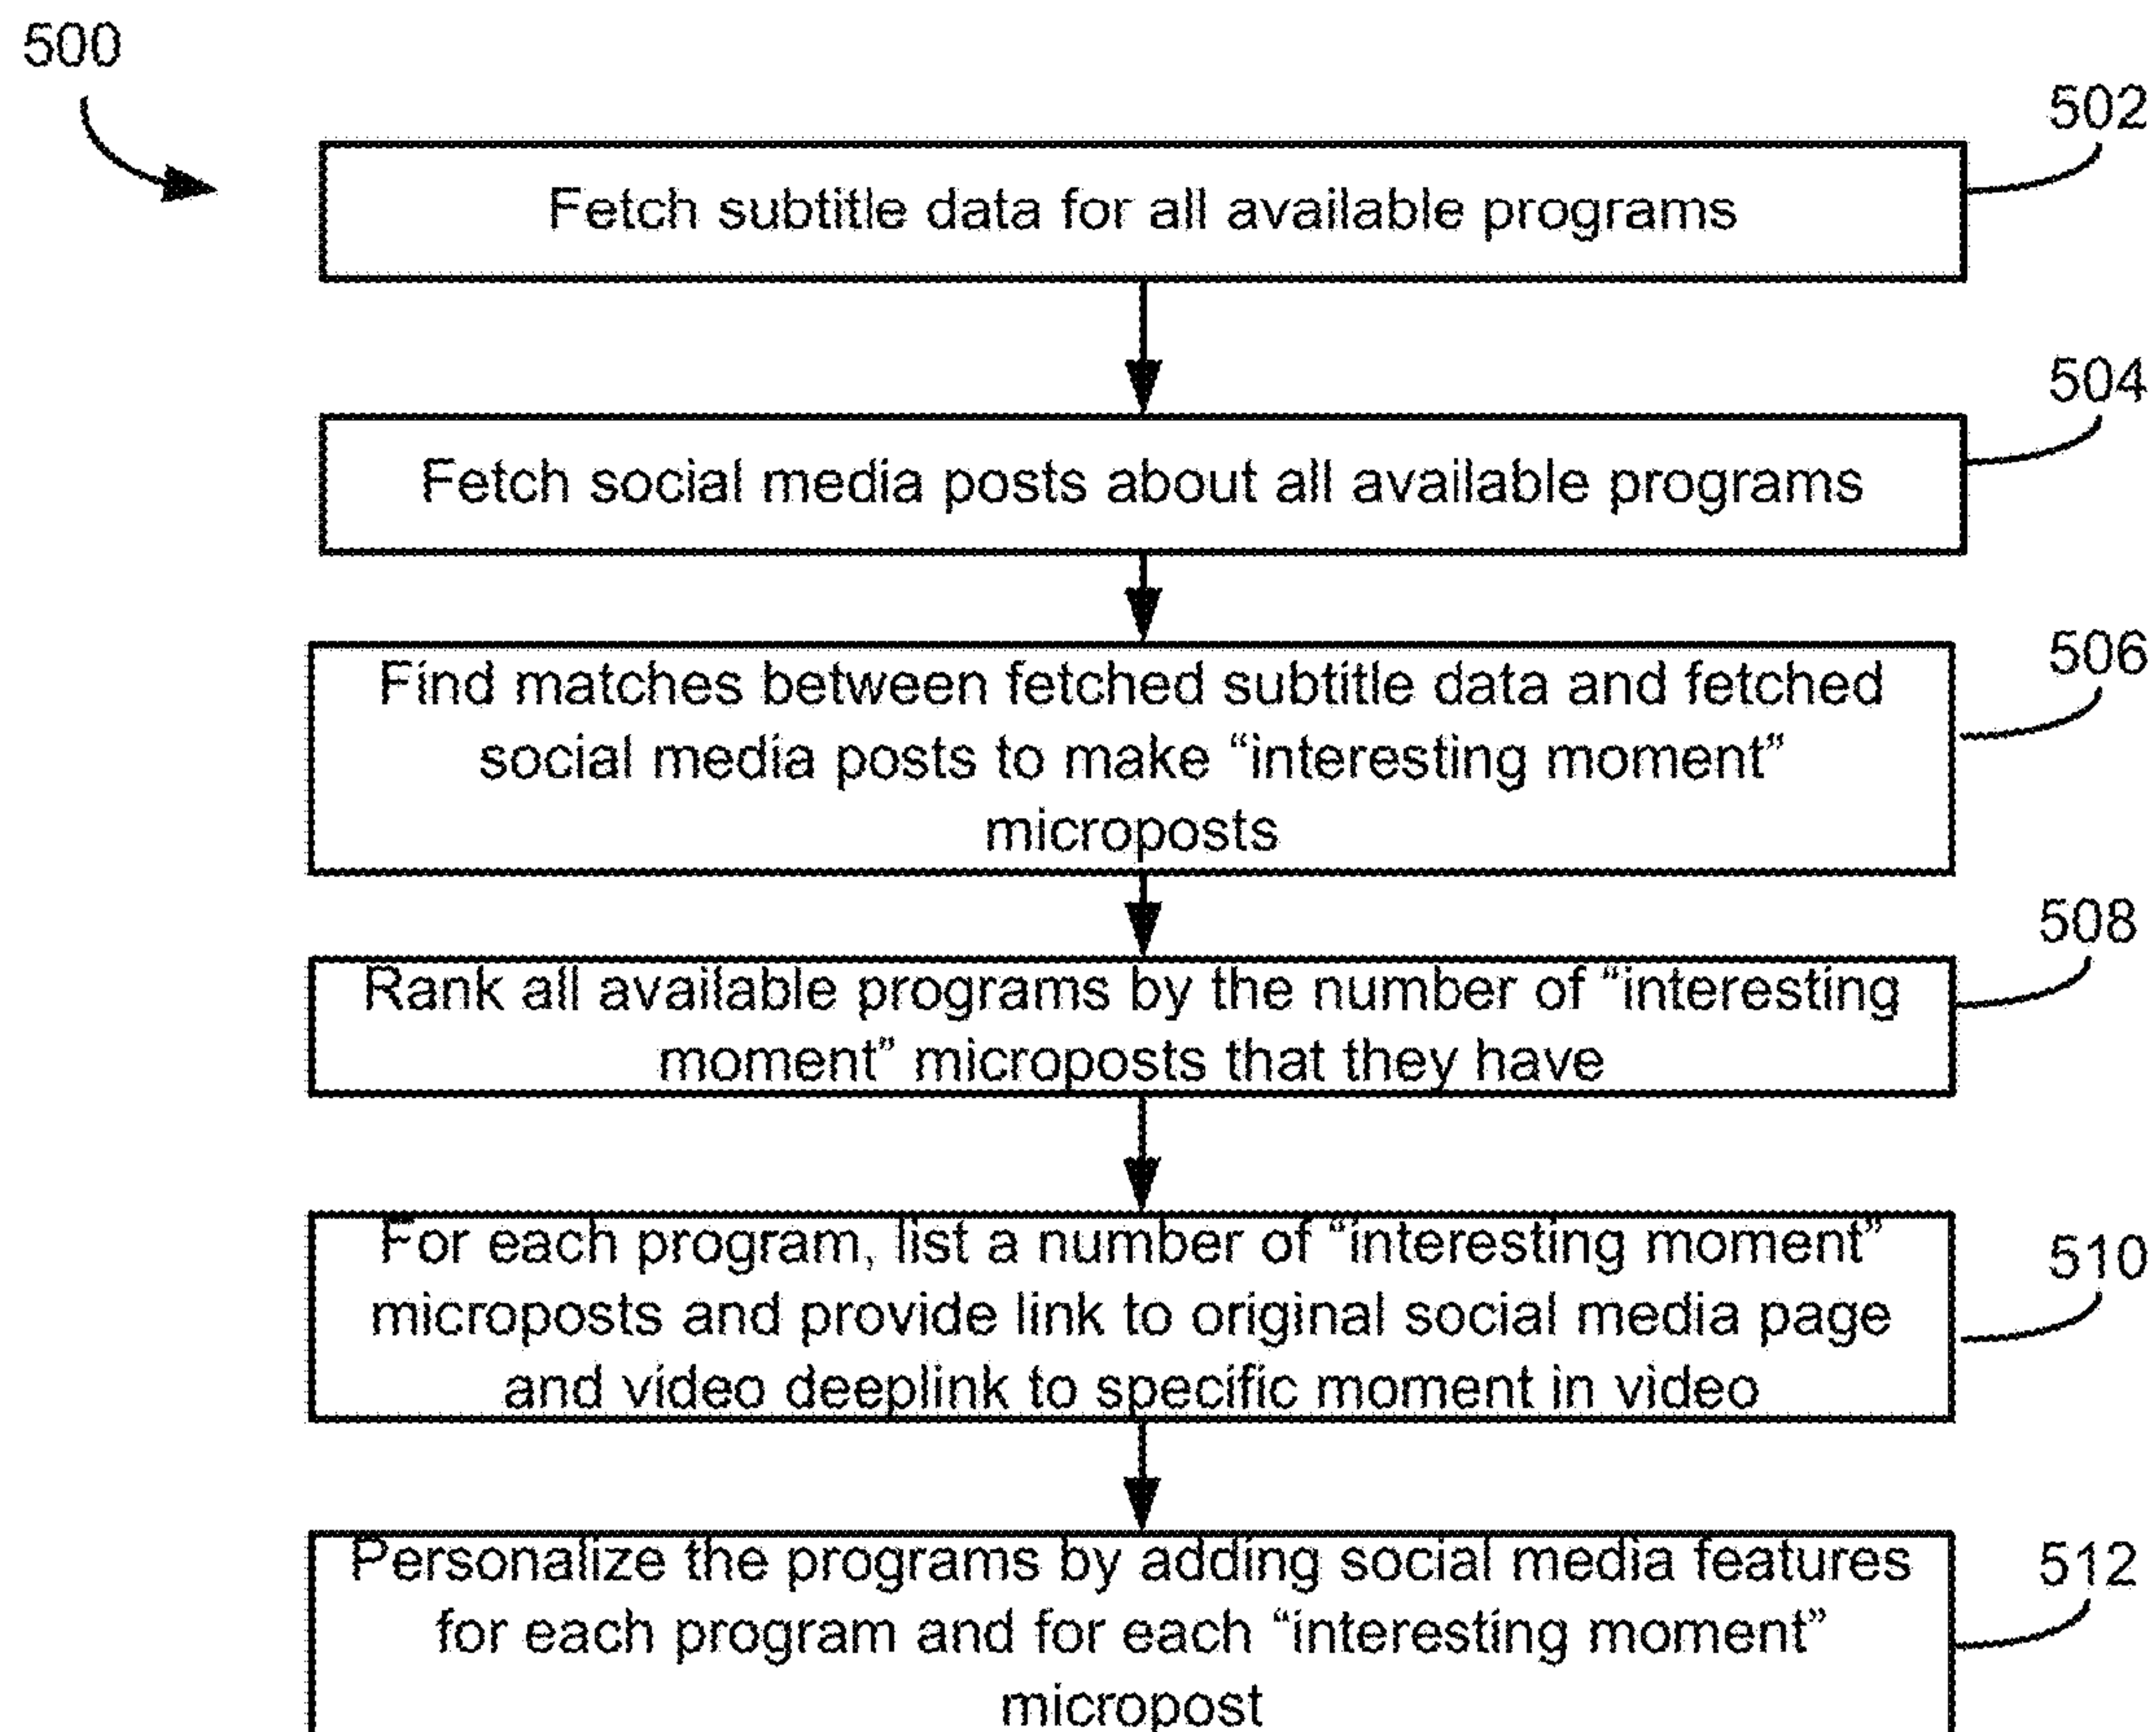 500
502
Fetch subtitle data for all available programs
504
Fetch social media posts about all available programs
506
Find matches between fetched subtitle data and fetched
social media posts to make “interesting moment”
microposts
508
Rank all available programs by the number of “interesting
moment” microposts that they have
510
For each program, list a number of “interesting moment”
microposts and provide link to original social media page
and video deeplink to specific moment in video
512
Personalize the programs by adding social media features
for each program and for each “interesting moment”
micropost